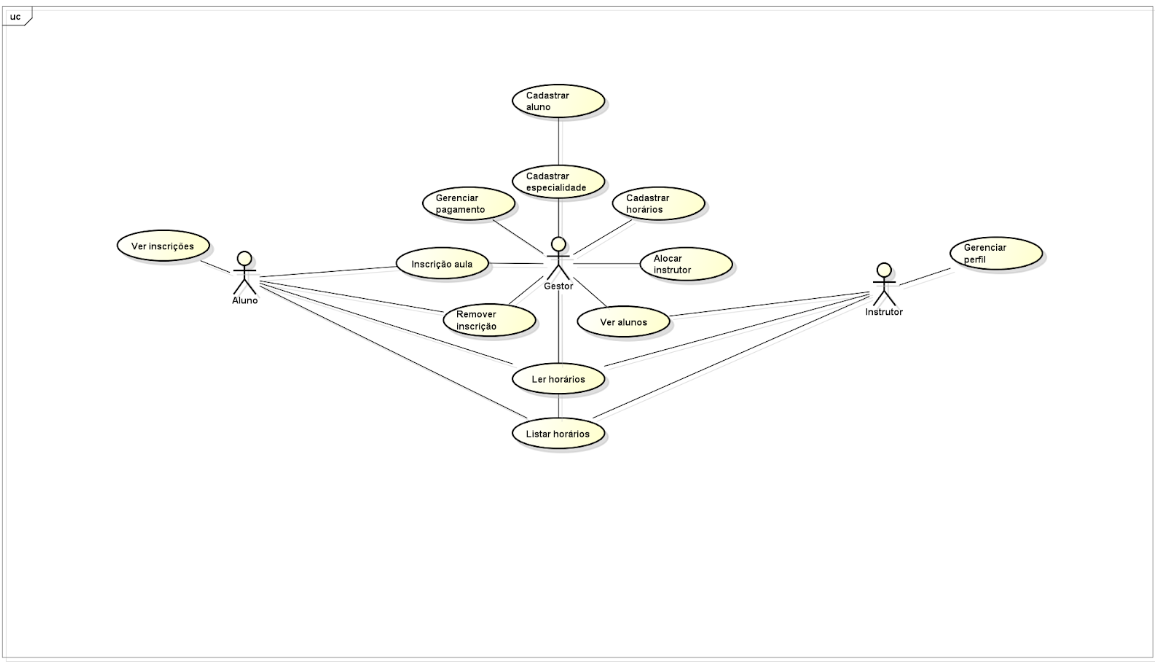 uc
Cadastrar
aluno
Cadastrar
especialidade
Gerenciar
pagamento
Cadastrar
horários
Ver inscrições
Inscrição aula
Alocar
instrutor
Gerenciar
perfil
Gestor
Aluno
Instrutor
Remover
inscrição
Ver alunos
Ler horários
Listar horários